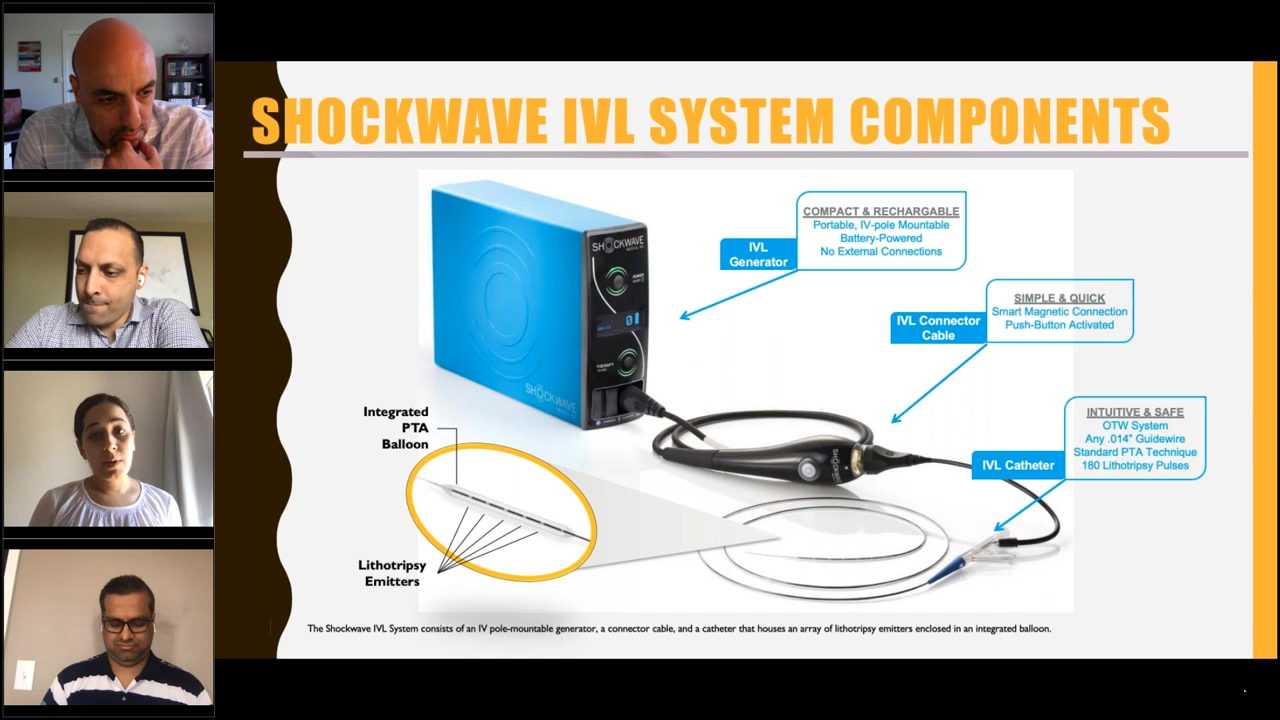 SHOCKWAVE IVL SYSTEM COMPONENTS
COMPACT & RECHARGABLE
Portable, IV-pole Mountable
Battery-Powered
No External Connections
IVL
Generator
SIMPLE & QUICK
Smart Magnetic Connection
Push-Button Activated
IVL Connector
Cable
INTUITIVE & SAFE
OTW System
Any .014” Guidewire
Standard PTA Technique
180 Lithotripsy Pulses
IVL Catheter
SHOCKWAVE
POWER
THERAPY
SHOCKWAVE
SHOCKWAVE
Integrated
PTA
Balloon
Lithotripsy
Emitters
The Shockwave IVL System consists of an IV pole-mountable generator, a connector cable, and a catheter that houses an array of lithotripsy emitters enclosed in an integrated balloon.